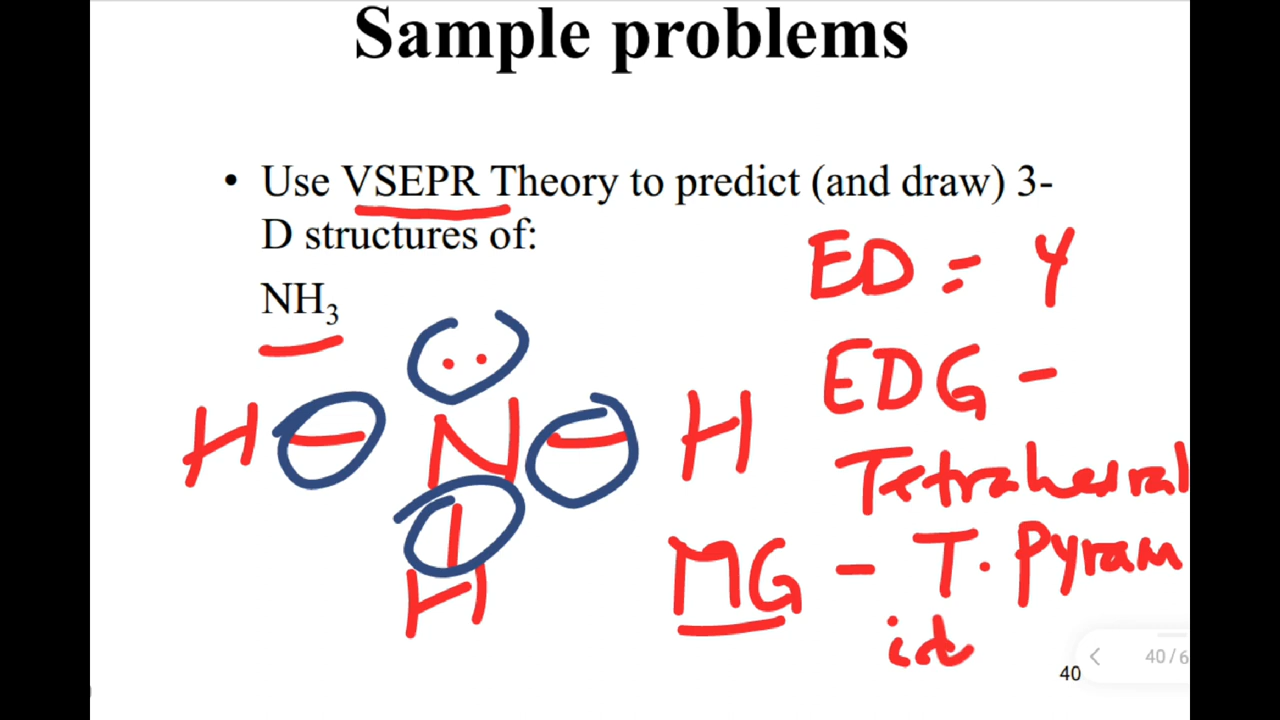 Sample problems
• Use VSEPR Theory to predict (and draw) 3-
D structures of:
NH3
ED = 4
EDG -
Tetrahedral
MG - T. Pyram
id
H - N̈ - H
|
H
40
40 / 6